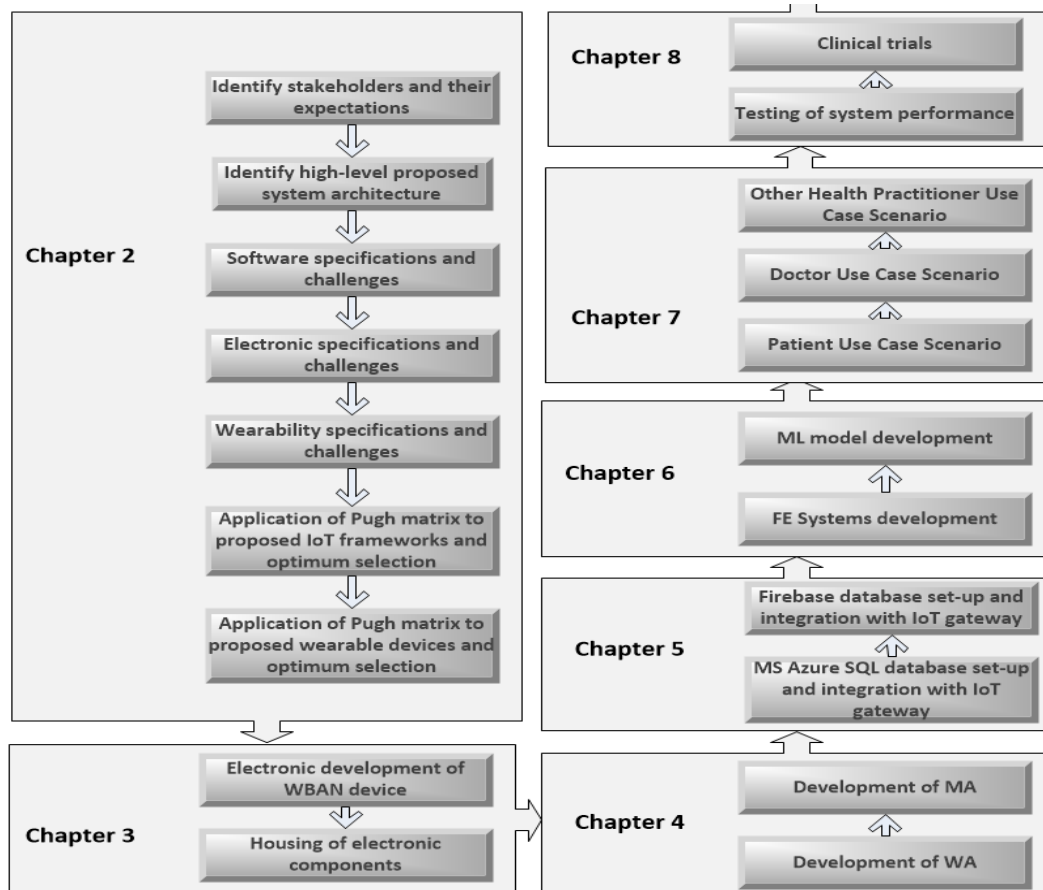 Chapter 2
Identify stakeholders and their
expectations
Identify high-level proposed
system architecture
Software specifications and
challenges
Electronic specifications and
challenges
Wearability specifications and
challenges
Application of Pugh matrix to
proposed IoT frameworks and
optimum selection
Application of Pugh matrix to
proposed wearable devices and
optimum selection
Chapter 3
Electronic development of
WBAN device
Housing of electronic
components
Chapter 4
Development of MA
Development of WA
Chapter 5
Firebase database set-up and
integration with IoT gateway
MS Azure SQL database set-up
and integration with IoT
gateway
Chapter 6
ML model development
FE Systems development
Chapter 7
Other Health Practitioner Use
Case Scenario
Doctor Use Case Scenario
Patient Use Case Scenario
Chapter 8
Clinical trials
Testing of system performance